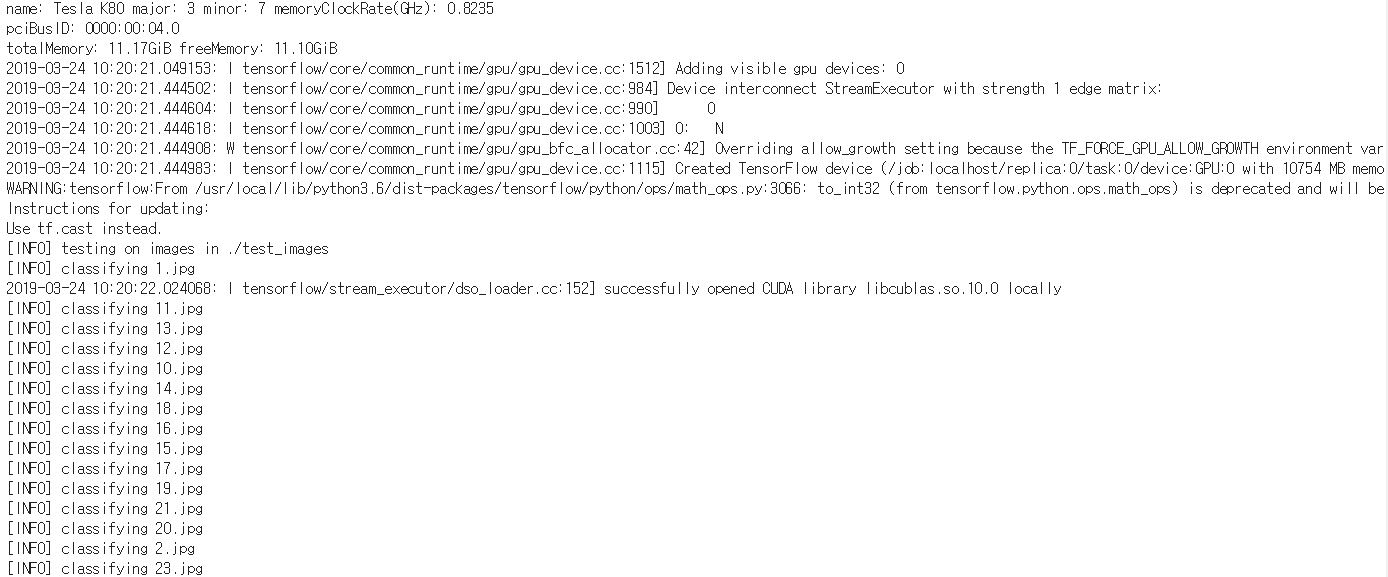 name: Tesla K80 major: 3 minor: 7 memoryClockRate(GHz): 0.8235
pciBusID: 0000:00:04.0
totalMemory: 11.17GiB freeMemory: 11.10GiB
2019-03-24 10:20:21.049153: I tensorflow/core/common_runtime/gpu/gpu_device.cc:1512] Adding visible gpu devices: 0
2019-03-24 10:20:21.444502: I tensorflow/core/common_runtime/gpu/gpu_device.cc:984] Device interconnect StreamExecutor with strength 1 edge matrix:
2019-03-24 10:20:21.444604: I tensorflow/core/common_runtime/gpu/gpu_device.cc:990]      0
2019-03-24 10:20:21.444618: I tensorflow/core/common_runtime/gpu/gpu_device.cc:1003] 0:   N
2019-03-24 10:20:21.444908: W tensorflow/core/common_runtime/gpu/gpu_bfc_allocator.cc:42] Overriding allow_growth setting because the TF_FORCE_GPU_ALLOW_GROWTH environment var
2019-03-24 10:20:21.444983: I tensorflow/core/common_runtime/gpu/gpu_device.cc:1115] Created TensorFlow device (/job:localhost/replica:0/task:0/device:GPU:0 with 10754 MB memo
WARNING:tensorflow:From /usr/local/lib/python3.6/dist-packages/tensorflow/python/ops/math_ops.py:3066: to_int32 (from tensorflow.python.ops.math_ops) is deprecated and will be
Instructions for updating:
Use tf.cast instead.
[INFO] testing on images in ./test_images
[INFO] classifying 1.jpg
2019-03-24 10:20:22.024068: I tensorflow/stream_executor/dso_loader.cc:152] successfully opened CUDA library libcublas.so.10.0 locally
[INFO] classifying 11.jpg
[INFO] classifying 13.jpg
[INFO] classifying 12.jpg
[INFO] classifying 10.jpg
[INFO] classifying 14.jpg
[INFO] classifying 18.jpg
[INFO] classifying 16.jpg
[INFO] classifying 15.jpg
[INFO] classifying 17.jpg
[INFO] classifying 19.jpg
[INFO] classifying 21.jpg
[INFO] classifying 20.jpg
[INFO] classifying 2.jpg
[INFO] classifying 23.jpg